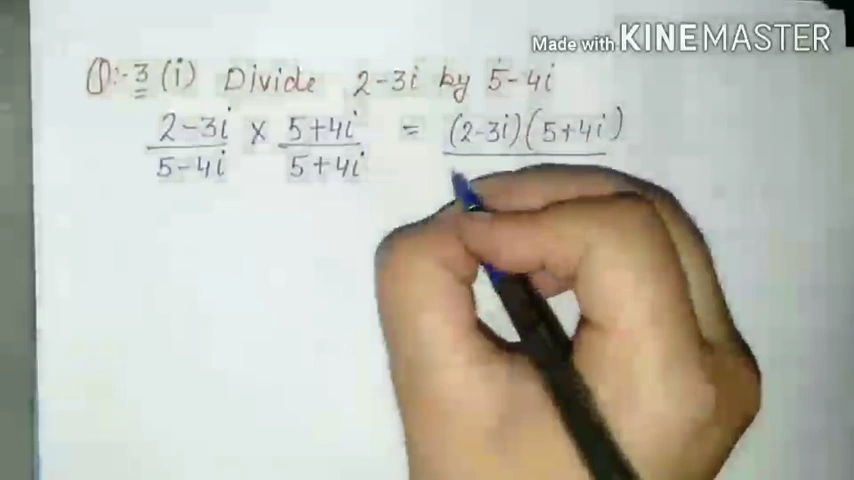 Made with KINEMASTER
Q:-3 (i) Divide 2-3i by 5-4i
2-3i × 5+4i = (2-3i)(5+4i)
5-4i 5+4i